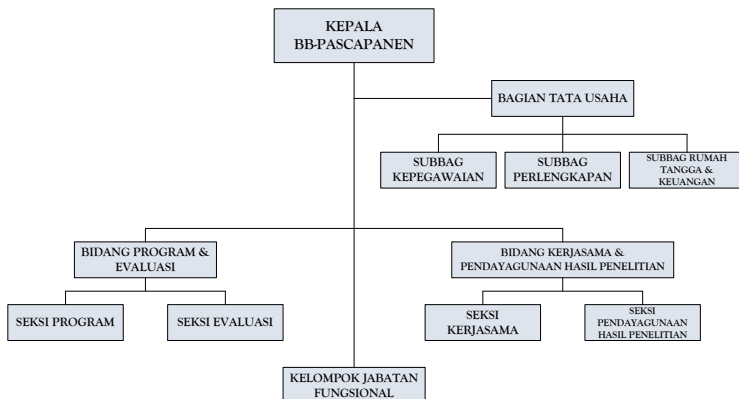 KEPALA
BB-PASCAPANEN
BAGIAN TATA USAHA
SUBBAG
KEPEGAWAIAN
SUBBAG
PERLENGKAPAN
SUBBAG RUMAH
TANGGA &
KEUANGAN
BIDANG PROGRAM &
EVALUASI
BIDANG KERJASAMA &
PENDAYAGUNAAN HASIL PENELITIAN
SEKSI PROGRAM
SEKSI EVALUASI
SEKSI
KERJASAMA
SEKSI
PENDAYAGUNAAN
HASIL PENELITIAN
KELOMPOK JABATAN
FUNGSIONAL